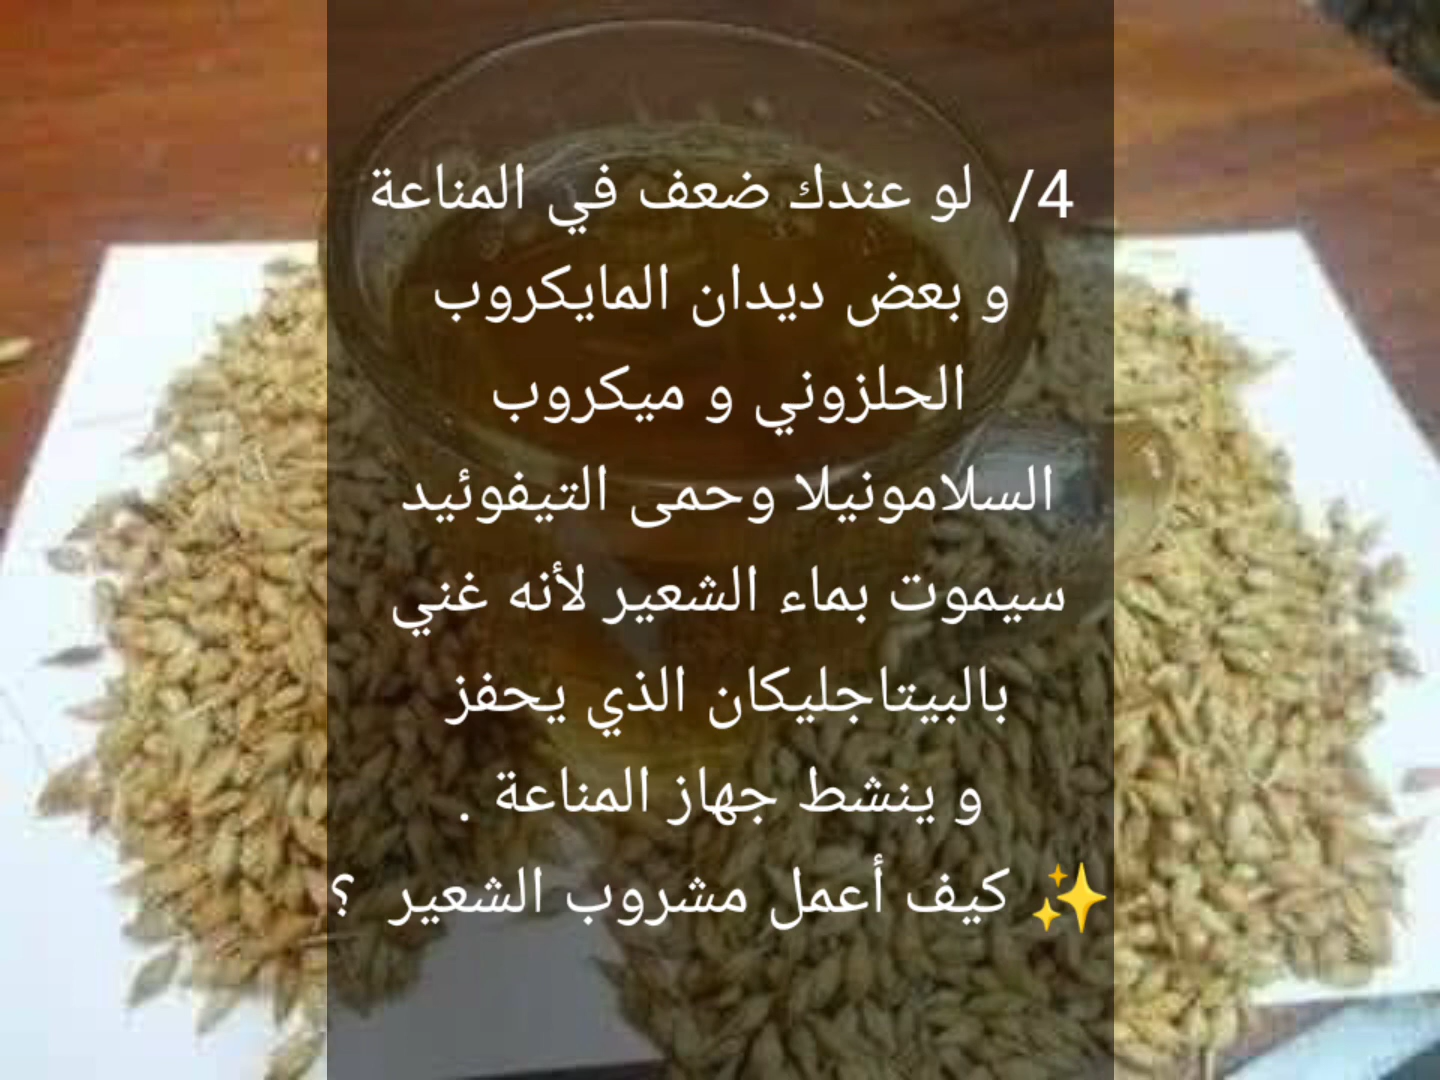 4/ لو عندك ضعف في المناعة
و بعض ديدان المايكروب
الحلزوني و ميكروب
السلامونيلا وحمى التيفوئيد
سيموت بماء الشعير لأنه غني
بالبيتاجليكان الذي يحفز
و ينشط جهاز المناعة .
✨ كيف أعمل مشروب الشعير ؟